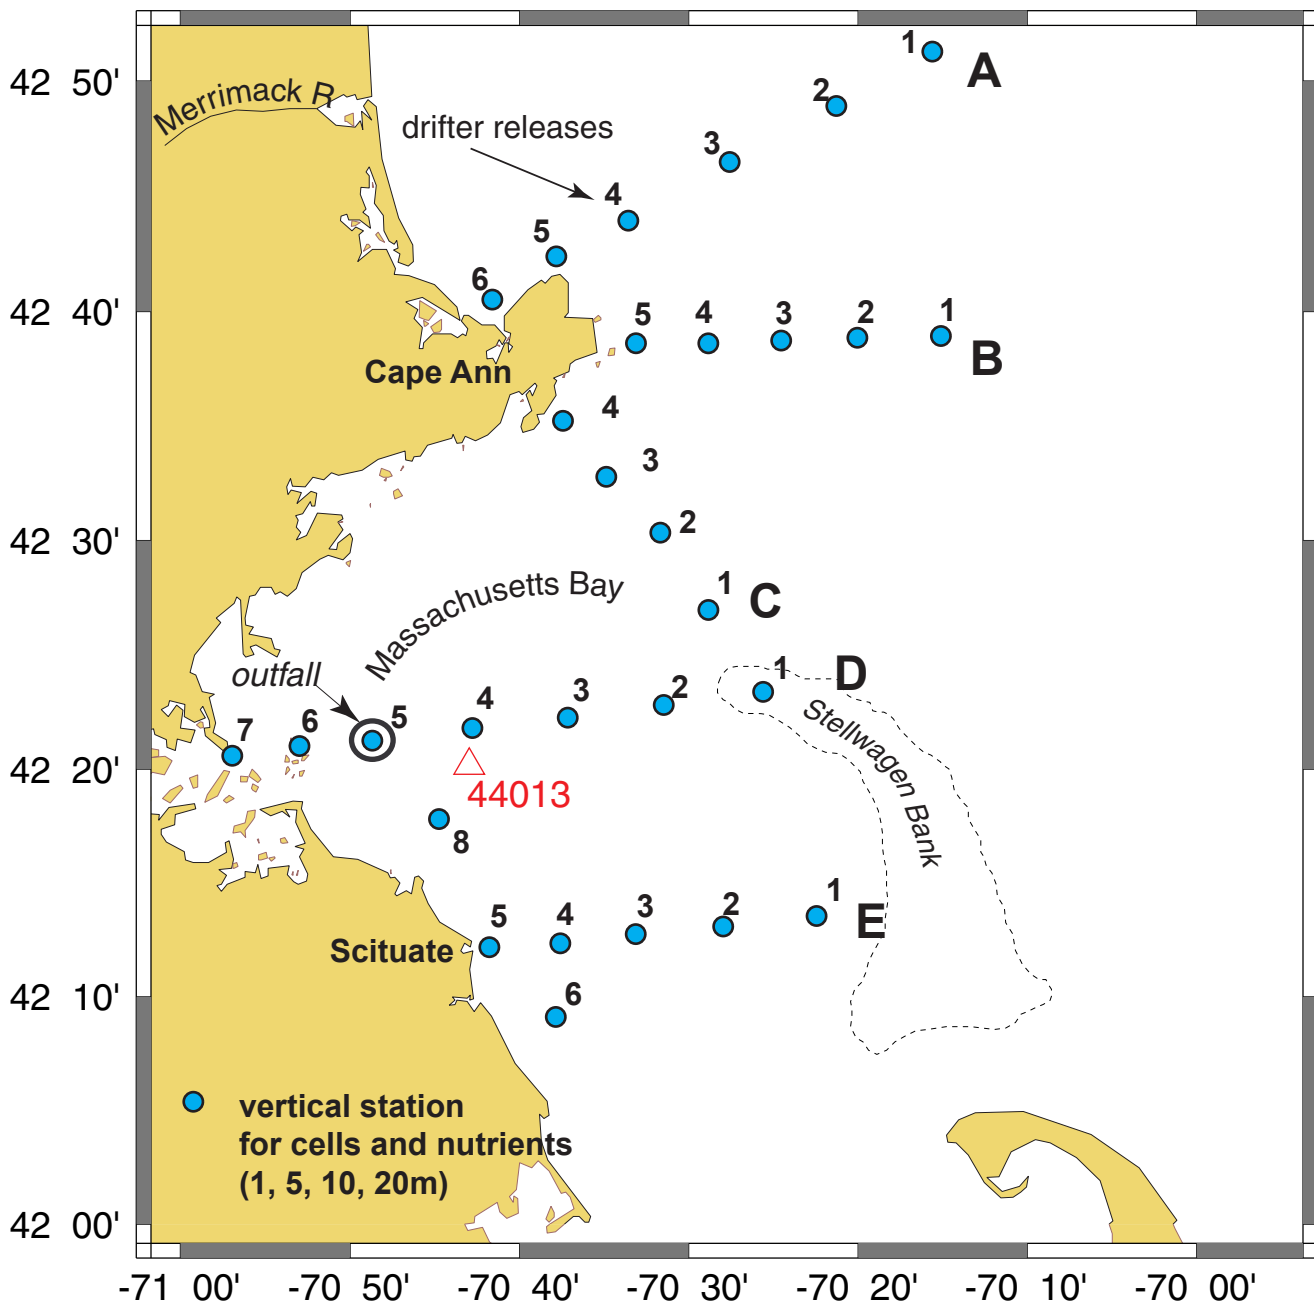 1
A
42 50'
2
Merrimack R
drifter releases
3
4
5
6
42 40'
5 4 3 2 1
B
Cape Ann
4
3
2
42 30'
1
C
Massachusetts Bay
outfall
1
D
2
3
4
5
6
7
Stellwagen Bank
42 20'
44013
8
1
E
2
3
4
5
Scituate
6
42 10'
vertical station
for cells and nutrients
(1, 5, 10, 20m)
42 00'
-71 00' -70 50' -70 40' -70 30' -70 20' -70 10' -70 00'